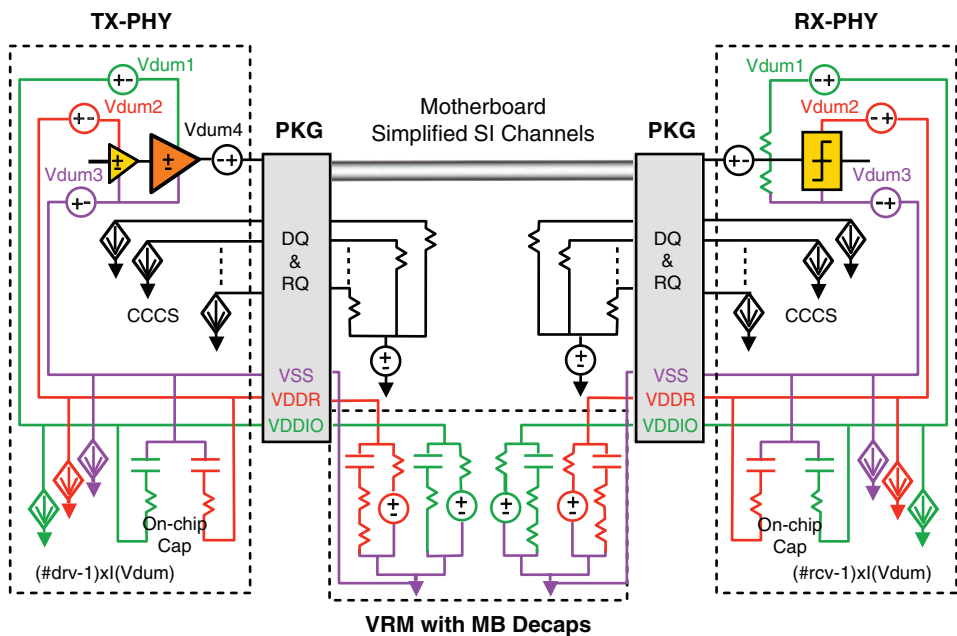 TX-PHY
RX-PHY
Vdum1
Vdum2
Vdum4
Vdum3
PKG
Motherboard
Simplified SI Channels
PKG
Vdum1
Vdum2
Vdum3
DQ
&
RQ
CCCS
DQ
&
RQ
CCCS
VSS
VDDR
VDDIO
VSS
VDDR
VDDIO
On-chip
Cap
(#drv-1)xI(Vdum)
On-chip
Cap
(#rcv-1)xI(Vdum)
VRM with MB Decaps